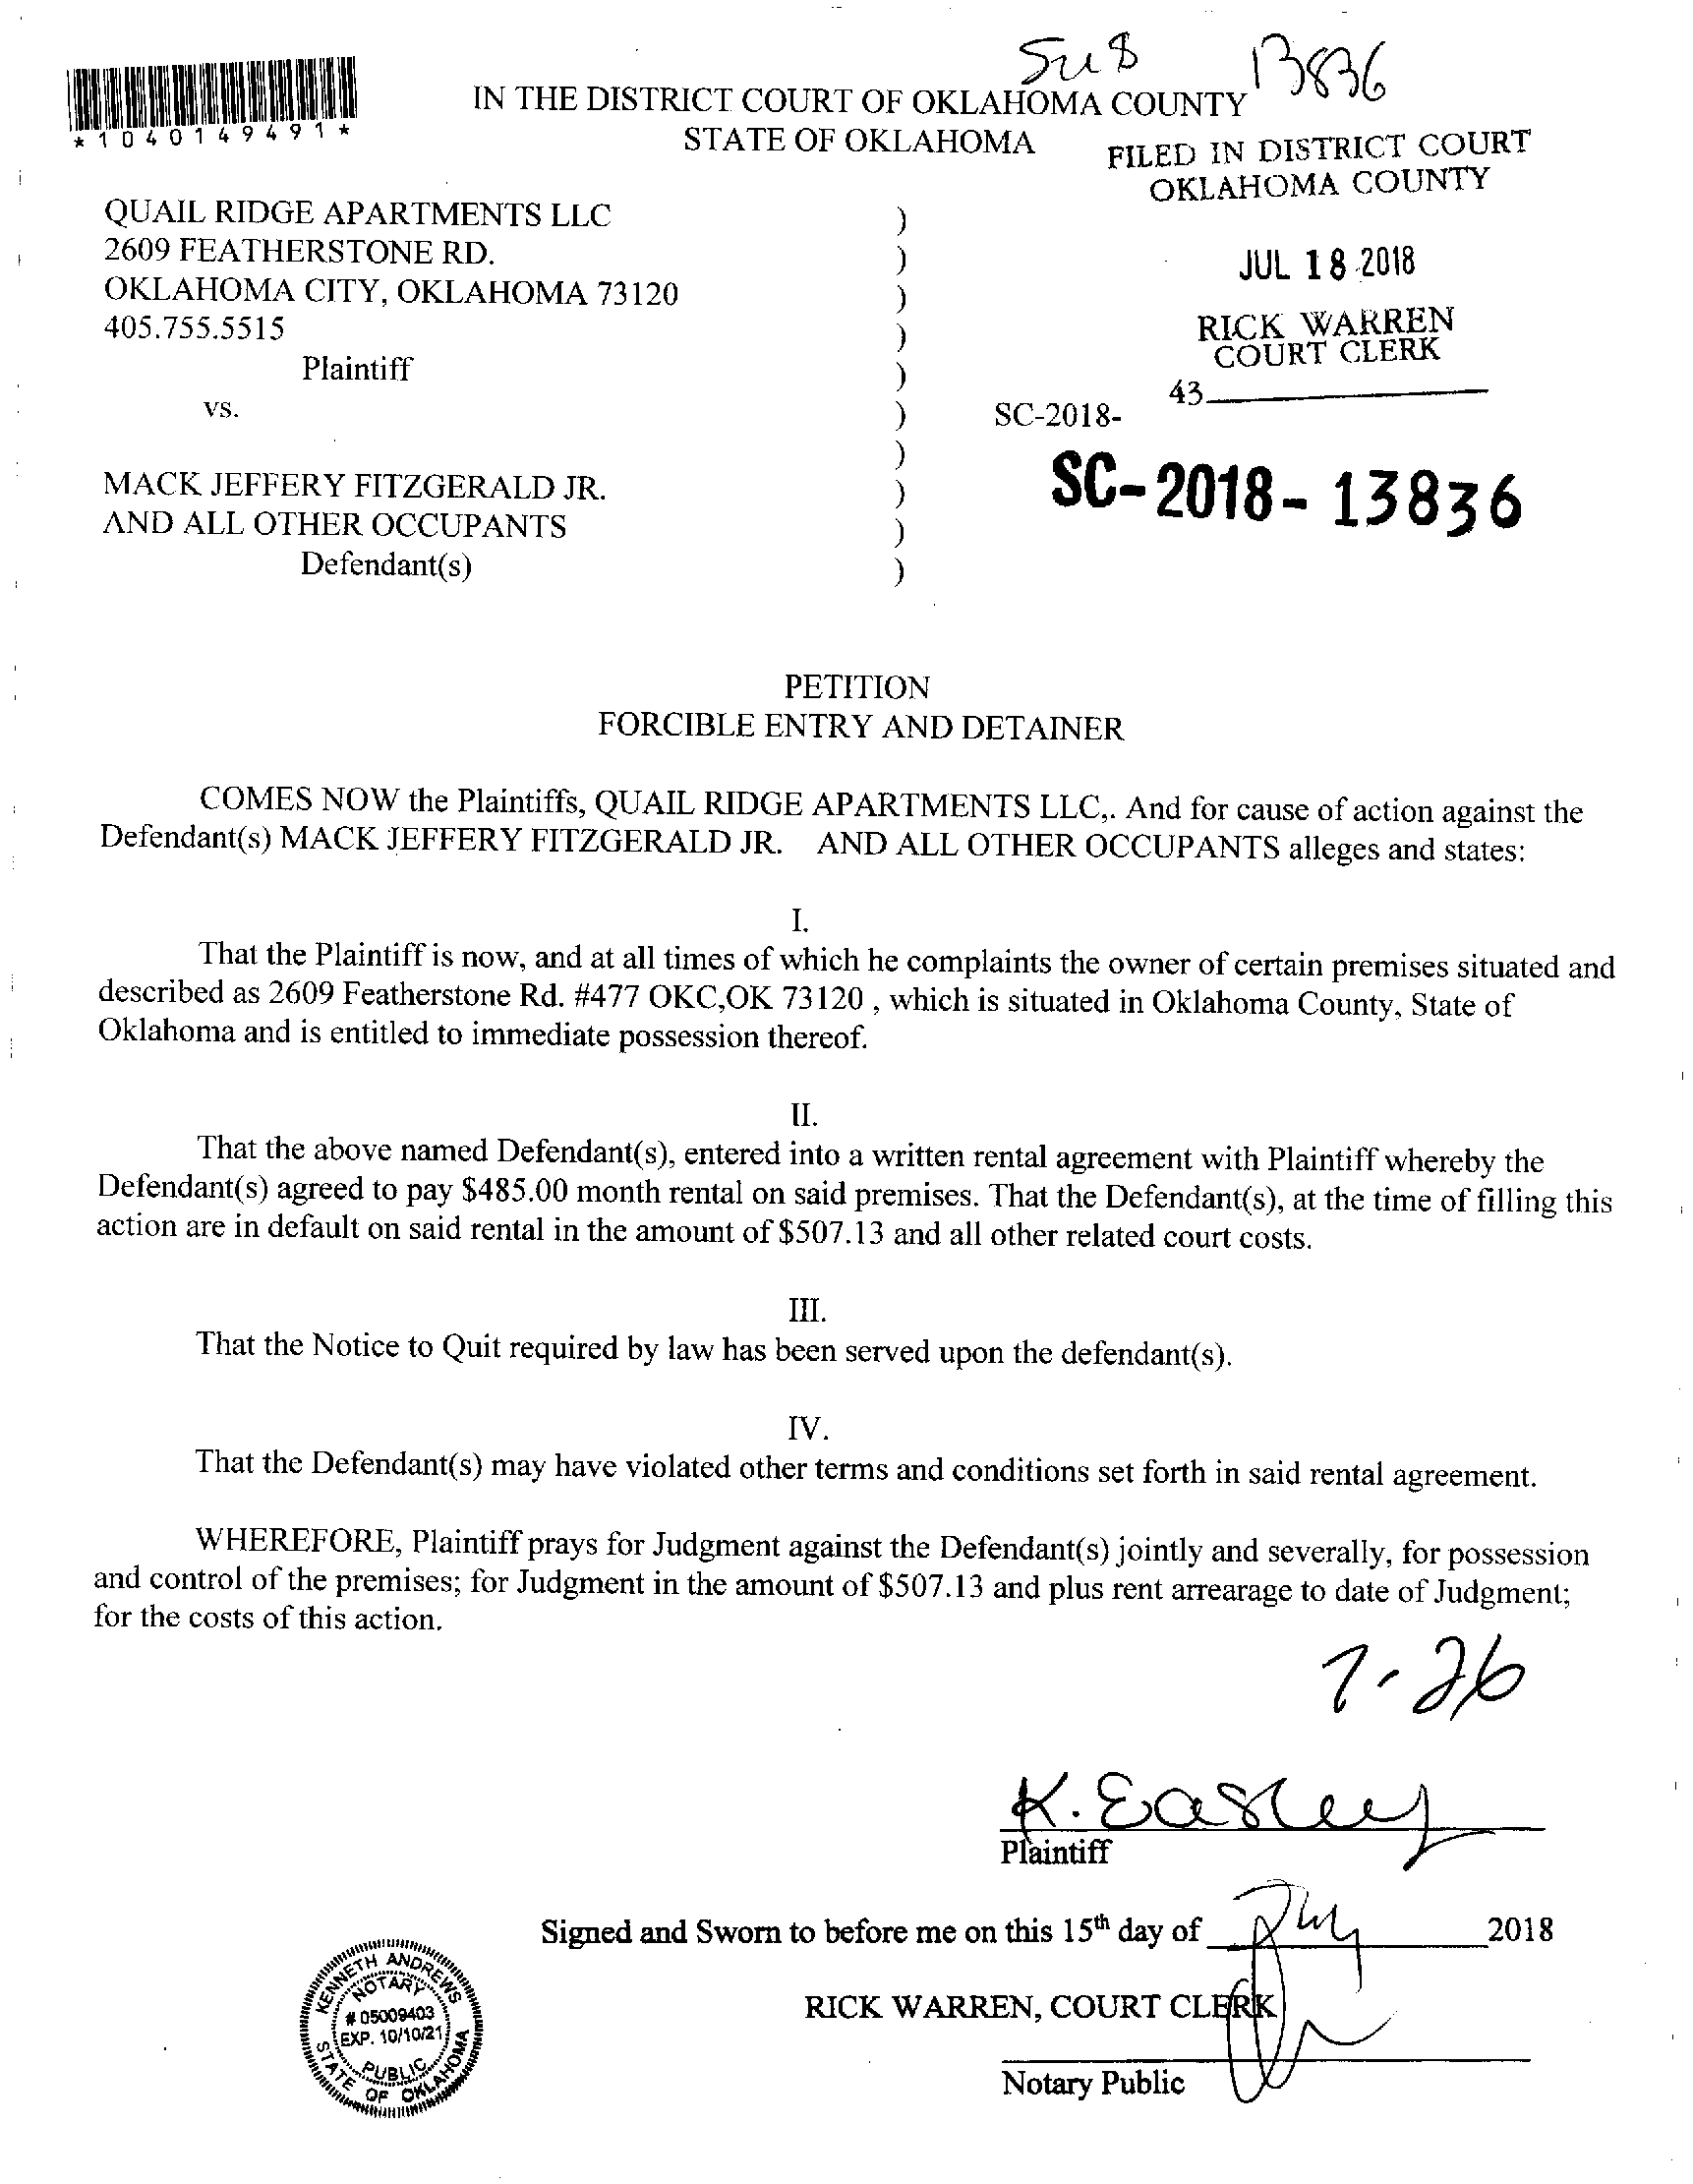 SuB 13836
*1040149491*
IN THE DISTRICT COURT OF OKLAHOMA COUNTY
STATE OF OKLAHOMA
FILED IN DISTRICT COURT
OKLAHOMA COUNTY
JUL 18 2018
RICK WARREN
COURT CLERK
43
QUAIL RIDGE APARTMENTS LLC )
2609 FEATHERSTONE RD. )
OKLAHOMA CITY, OKLAHOMA 73120 )
405.755.5515 )
Plaintiff )
vs. ) SC-2018-
)
MACK JEFFERY FITZGERALD JR. ) SC-2018-13836
AND ALL OTHER OCCUPANTS )
Defendant(s) )
PETITION
FORCIBLE ENTRY AND DETAINER
COMES NOW the Plaintiffs, QUAIL RIDGE APARTMENTS LLC,. And for cause of action against the
Defendant(s) MACK JEFFERY FITZGERALD JR. AND ALL OTHER OCCUPANTS alleges and states:
I.
That the Plaintiff is now, and at all times of which he complaints the owner of certain premises situated and
described as 2609 Featherstone Rd. #477 OKC,OK 73120 , which is situated in Oklahoma County, State of
Oklahoma and is entitled to immediate possession thereof.
II.
That the above named Defendant(s), entered into a written rental agreement with Plaintiff whereby the
Defendant(s) agreed to pay $485.00 month rental on said premises. That the Defendant(s), at the time of filling this
action are in default on said rental in the amount of $507.13 and all other related court costs.
III.
That the Notice to Quit required by law has been served upon the defendant(s).
IV.
That the Defendant(s) may have violated other terms and conditions set forth in said rental agreement.
WHEREFORE, Plaintiff prays for Judgment against the Defendant(s) jointly and severally, for possession
and control of the premises; for Judgment in the amount of $507.13 and plus rent arrearage to date of Judgment;
for the costs of this action.
7-26
K. Easley
Plaintiff
Signed and Sworn to before me on this 15th day of July 2018
RICK WARREN, COURT CLERK
Notary Public
KENNETH ANDREWS
NOTARY
# 05009403
EXP. 10/10/21
PUBLIC
STATE OF OKLAHOMA